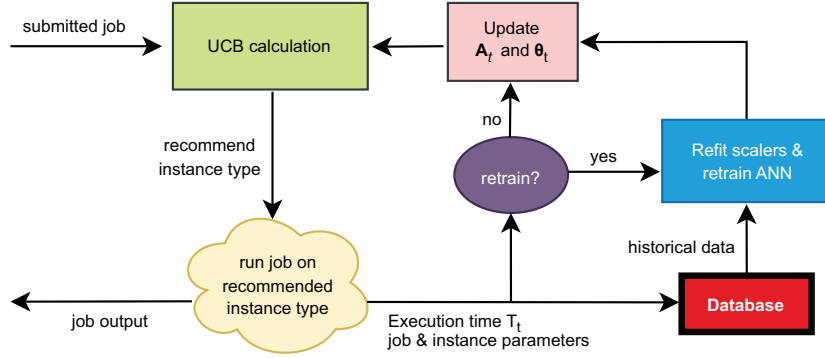 submitted job
UCB calculation
Update
A_t and θ_t
recommend
instance type
no
retrain?
yes
Refit scalers &
retrain ANN
historical data
run job on
recommended
instance type
job output
Execution time T_t
job & instance parameters
Database